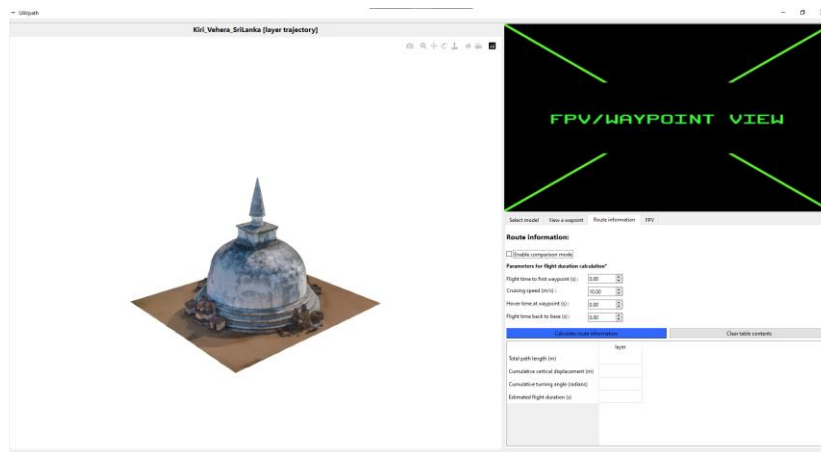 UAVpath
Kiri_Vehera_SriLanka [layer trajectory]
FPV/WAYPOINT VIEW
Select model View a waypoint Route information FPV
Route information:
Enable comparison mode
Parameters for flight duration calculation*
Flight time to first waypoint (s) : 0.00
Cruising speed (m/s) : 10.00
Hover time at waypoint (s) : 0.00
Flight time back to base (s) : 0.00
Calculate route information Clear table contents
layer
Total path length (m)
Cumulative vertical displacement (m)
Cumulative turning angle (radians)
Estimated flight duration (s)